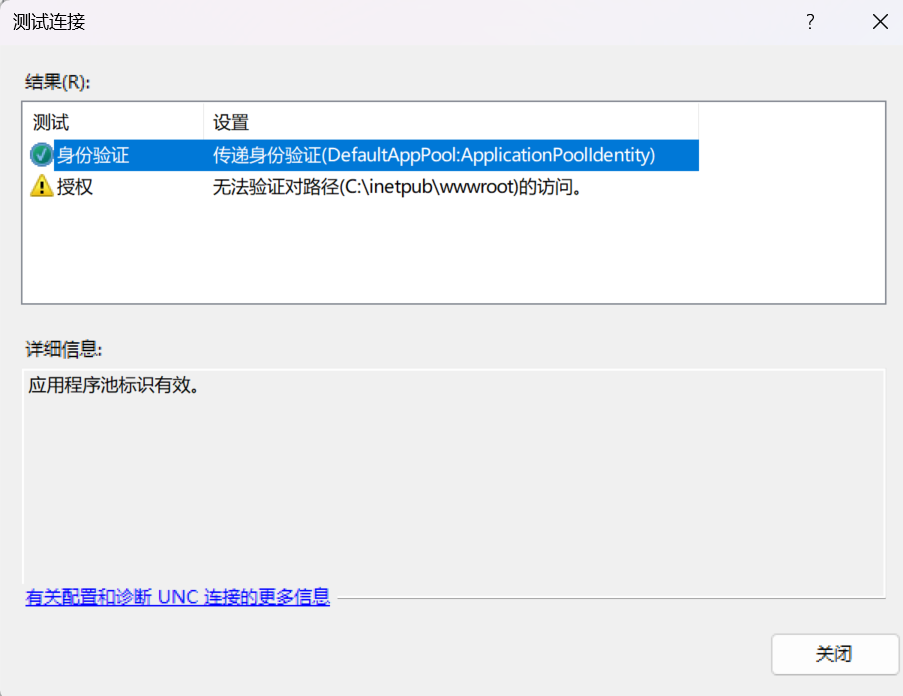 测试连接
结果(R):
测试 设置
身份验证 传递身份验证(DefaultAppPool:ApplicationPoolIdentity)
授权 无法验证对路径(C:\inetpub\wwwroot)的访问。
详细信息:
应用程序池标识有效。
有关配置和诊断 UNC 连接的更多信息
关闭